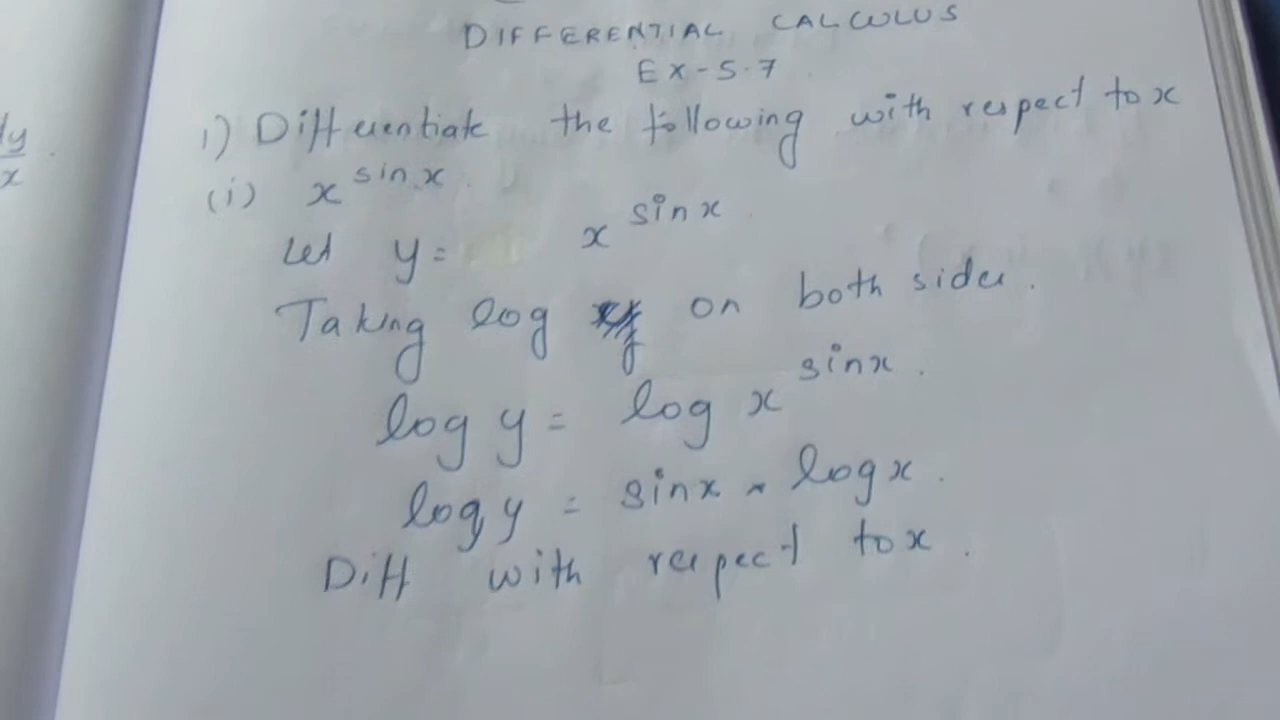 DIFFERENTIAL CALCULUS
EX-5.7
1) Differentiate the following with respect to x
(i) x^sin x
Let y = x^sin x
Taking log on both sides.
log y = log x^sin x.
log y = sin x · log x.
Diff with respect to x.
dy
x